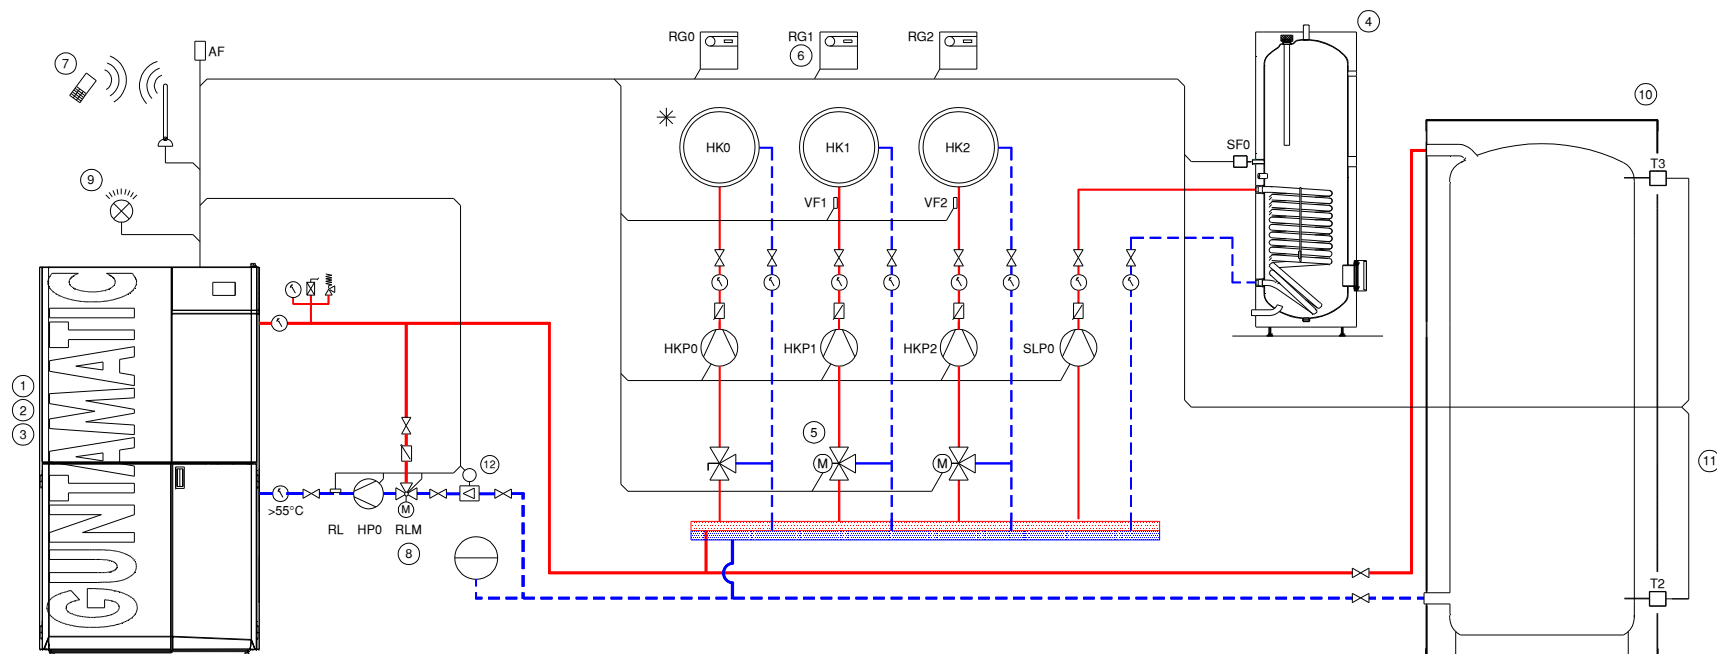 4
RG0
RG1
RG2
6
AF
7
10
HK0
HK1
HK2
SF0
T3
9
VF1
VF2
GUNTAMATIC
HKP0
HKP1
HKP2
SLP0
1
2
3
5
M
M
12
11
>55°C
M
RL
HP0
RLM
8
T2